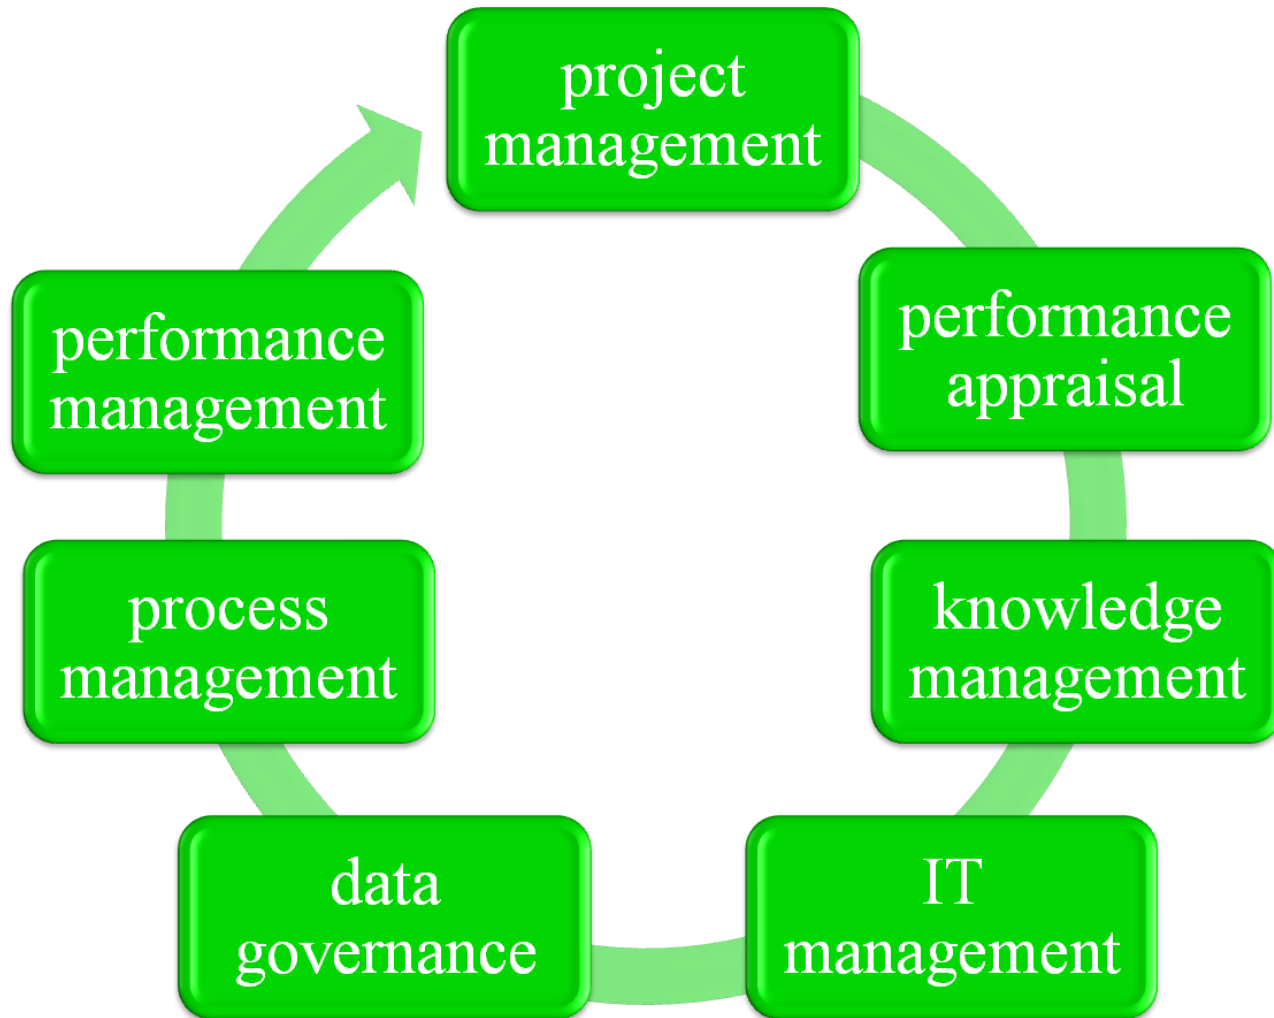 project
management
performance
appraisal
knowledge
management
IT
management
data
governance
process
management
performance
management